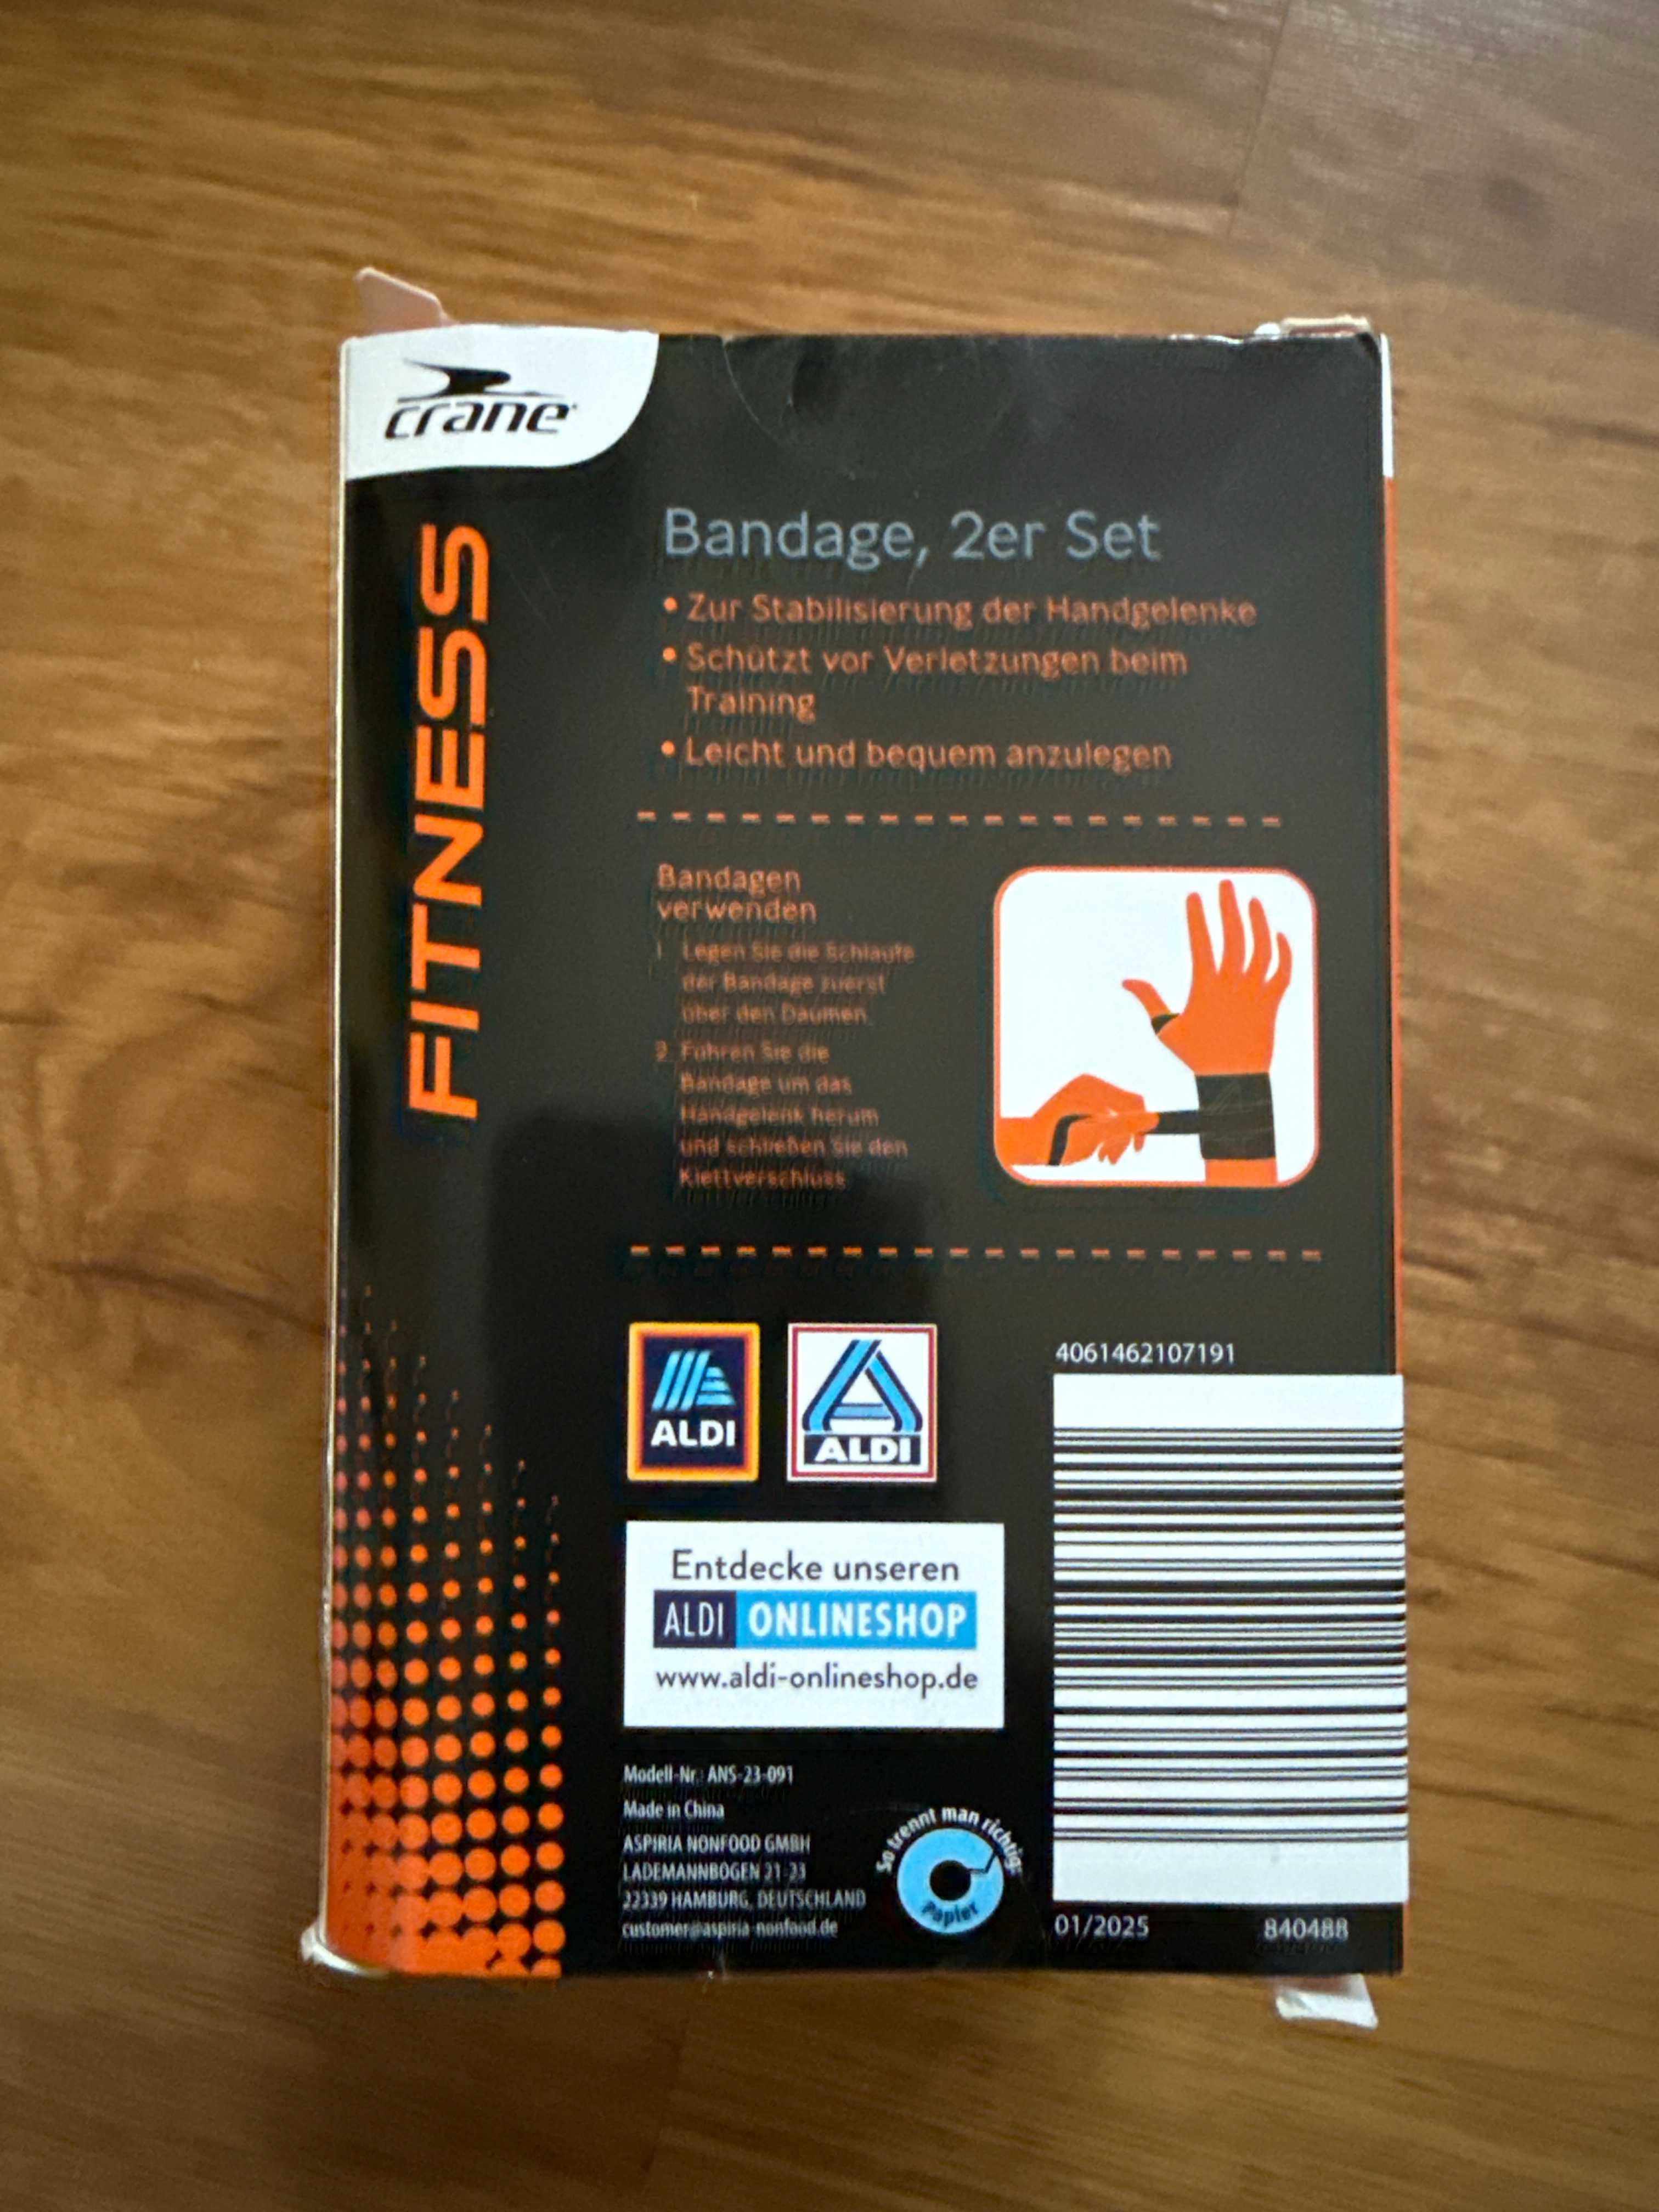 crane
FITNESS
Bandage, 2er Set
• Zur Stabilisierung der Handgelenke
• Schützt vor Verletzungen beim
Training
• Leicht und bequem anzulegen
Bandagen
verwenden
1. Legen Sie die Schlaufe
der Bandage zuerst
über den Daumen.
2. Führen Sie die
Bandage um das
Handgelenk herum
und schließen Sie den
Klettverschluss.
ALDI
ALDI
4061462107191
Entdecke unseren
ALDI ONLINESHOP
www.aldi-onlineshop.de
Modell-Nr.: ANS-23-091
Made in China
ASPIRIA NONFOOD GMBH
LADEMANNBOGEN 21-23
22339 HAMBURG, DEUTSCHLAND
customer@aspiria-nonfood.de
So trennt man richtig:
Papier
01/2025 840488